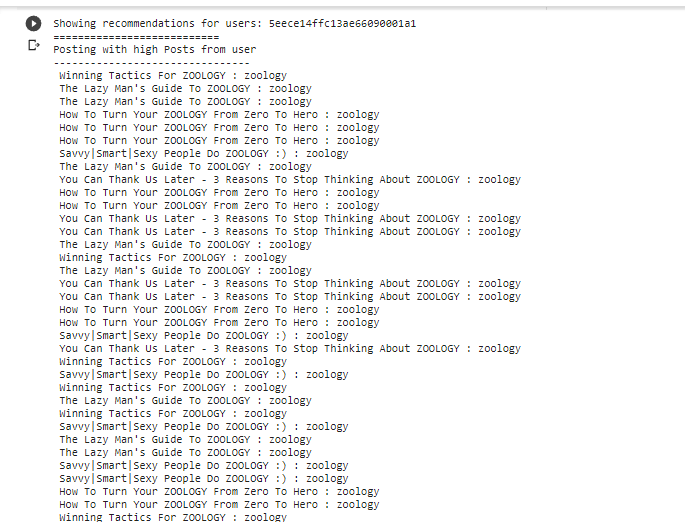 Showing recommendations for users: 5eece14ffc13ae66090001a1
===========================
Posting with high Posts from user
--------------------------------
Winning Tactics For ZOOLOGY : zoology
The Lazy Man's Guide To ZOOLOGY : zoology
The Lazy Man's Guide To ZOOLOGY : zoology
How To Turn Your ZOOLOGY From Zero To Hero : zoology
How To Turn Your ZOOLOGY From Zero To Hero : zoology
How To Turn Your ZOOLOGY From Zero To Hero : zoology
Savvy|Smart|Sexy People Do ZOOLOGY :) : zoology
The Lazy Man's Guide To ZOOLOGY : zoology
You Can Thank Us Later - 3 Reasons To Stop Thinking About ZOOLOGY : zoology
How To Turn Your ZOOLOGY From Zero To Hero : zoology
How To Turn Your ZOOLOGY From Zero To Hero : zoology
You Can Thank Us Later - 3 Reasons To Stop Thinking About ZOOLOGY : zoology
You Can Thank Us Later - 3 Reasons To Stop Thinking About ZOOLOGY : zoology
The Lazy Man's Guide To ZOOLOGY : zoology
Winning Tactics For ZOOLOGY : zoology
The Lazy Man's Guide To ZOOLOGY : zoology
You Can Thank Us Later - 3 Reasons To Stop Thinking About ZOOLOGY : zoology
You Can Thank Us Later - 3 Reasons To Stop Thinking About ZOOLOGY : zoology
How To Turn Your ZOOLOGY From Zero To Hero : zoology
How To Turn Your ZOOLOGY From Zero To Hero : zoology
Savvy|Smart|Sexy People Do ZOOLOGY :) : zoology
You Can Thank Us Later - 3 Reasons To Stop Thinking About ZOOLOGY : zoology
Winning Tactics For ZOOLOGY : zoology
Savvy|Smart|Sexy People Do ZOOLOGY :) : zoology
Winning Tactics For ZOOLOGY : zoology
The Lazy Man's Guide To ZOOLOGY : zoology
Winning Tactics For ZOOLOGY : zoology
Savvy|Smart|Sexy People Do ZOOLOGY :) : zoology
The Lazy Man's Guide To ZOOLOGY : zoology
The Lazy Man's Guide To ZOOLOGY : zoology
Savvy|Smart|Sexy People Do ZOOLOGY :) : zoology
Savvy|Smart|Sexy People Do ZOOLOGY :) : zoology
How To Turn Your ZOOLOGY From Zero To Hero : zoology
How To Turn Your ZOOLOGY From Zero To Hero : zoology
Winning Tactics For ZOOLOGY : zoology